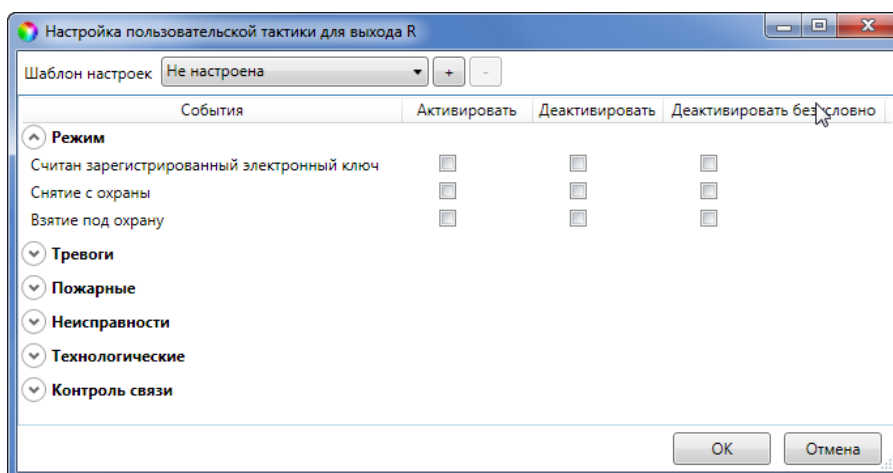 Настройка пользовательской тактики для выхода R
Шаблон настроек Не настроена + -
События Активировать Деактивировать Деактивировать безусловно
Режим
Считан зарегистрированный электронный ключ
Снятие с охраны
Взятие под охрану
Тревоги
Пожарные
Неисправности
Технологические
Контроль связи
OK Отмена